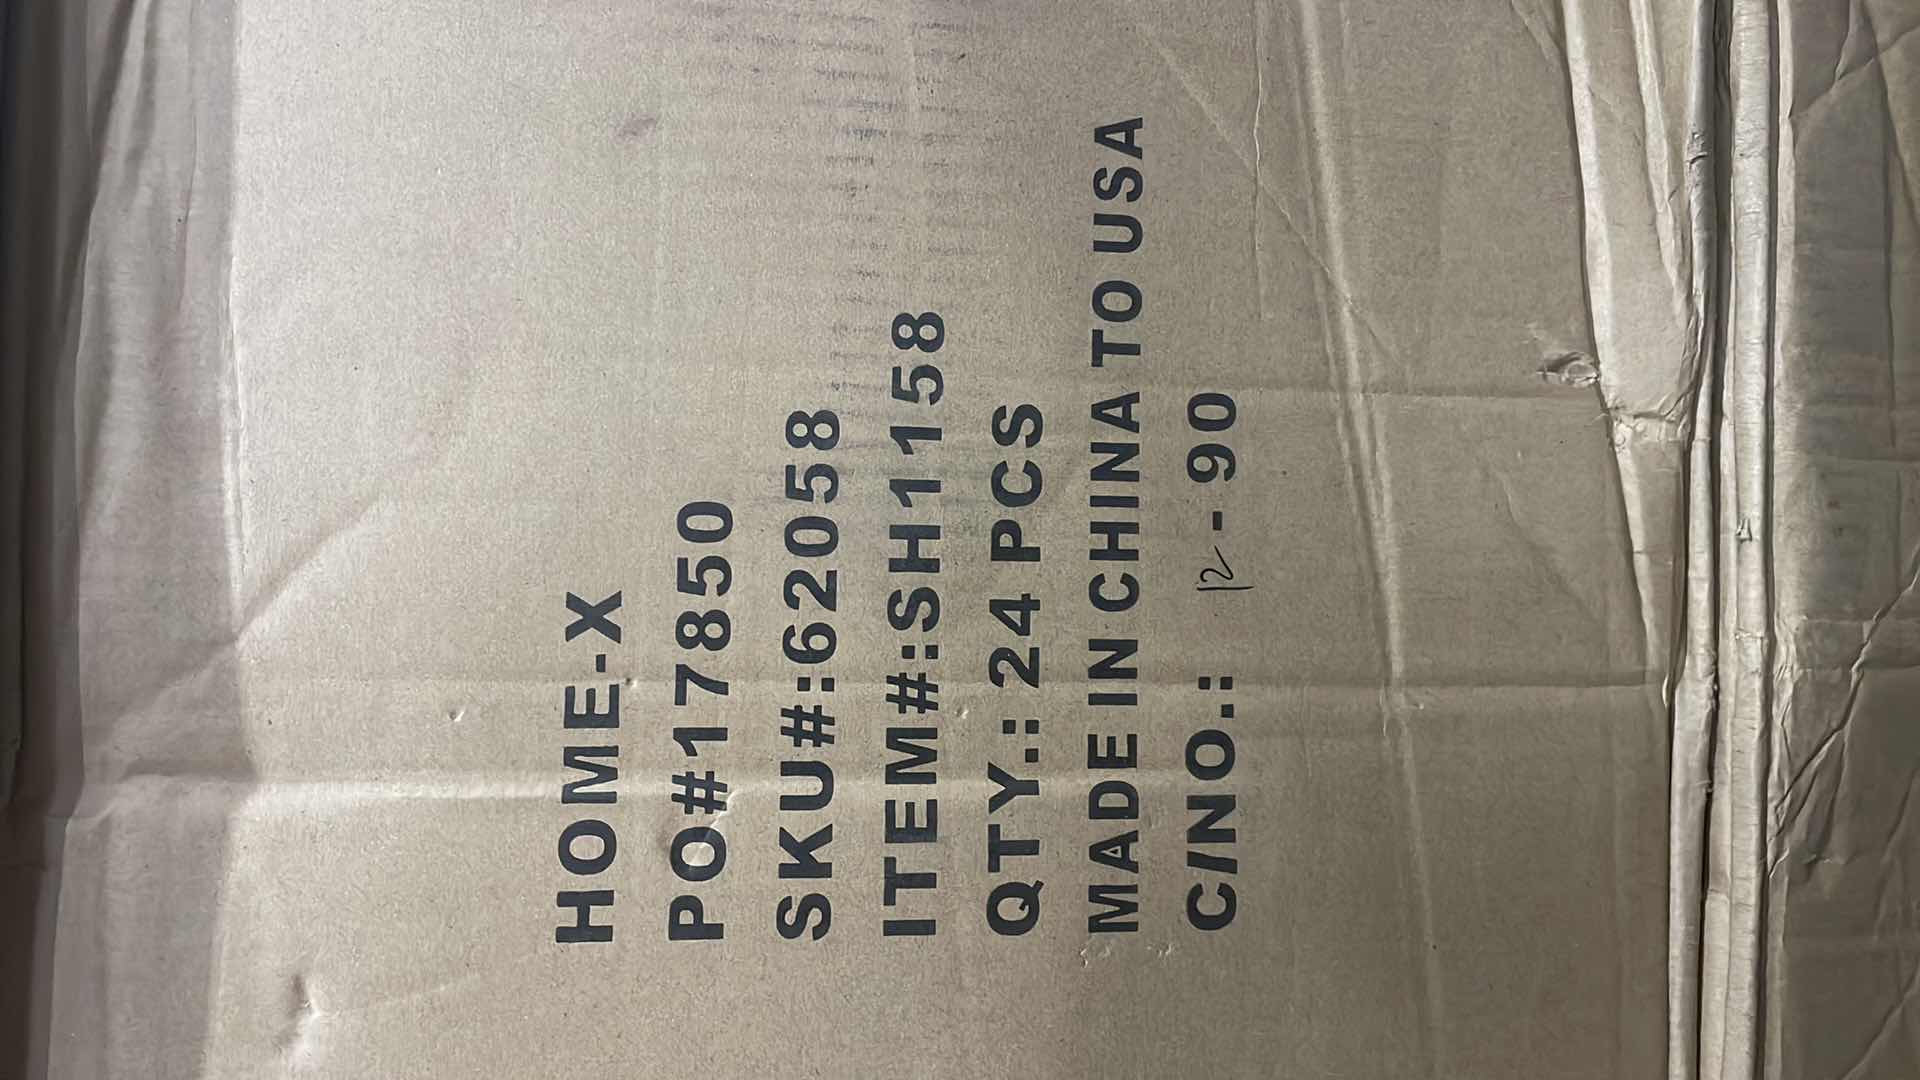 HOME-X
PO#17850
SKU#:62058
ITEM#:SH1158
QTY.: 24 PCS
MADE IN CHINA TO USA
C/NO.: 12 - 90